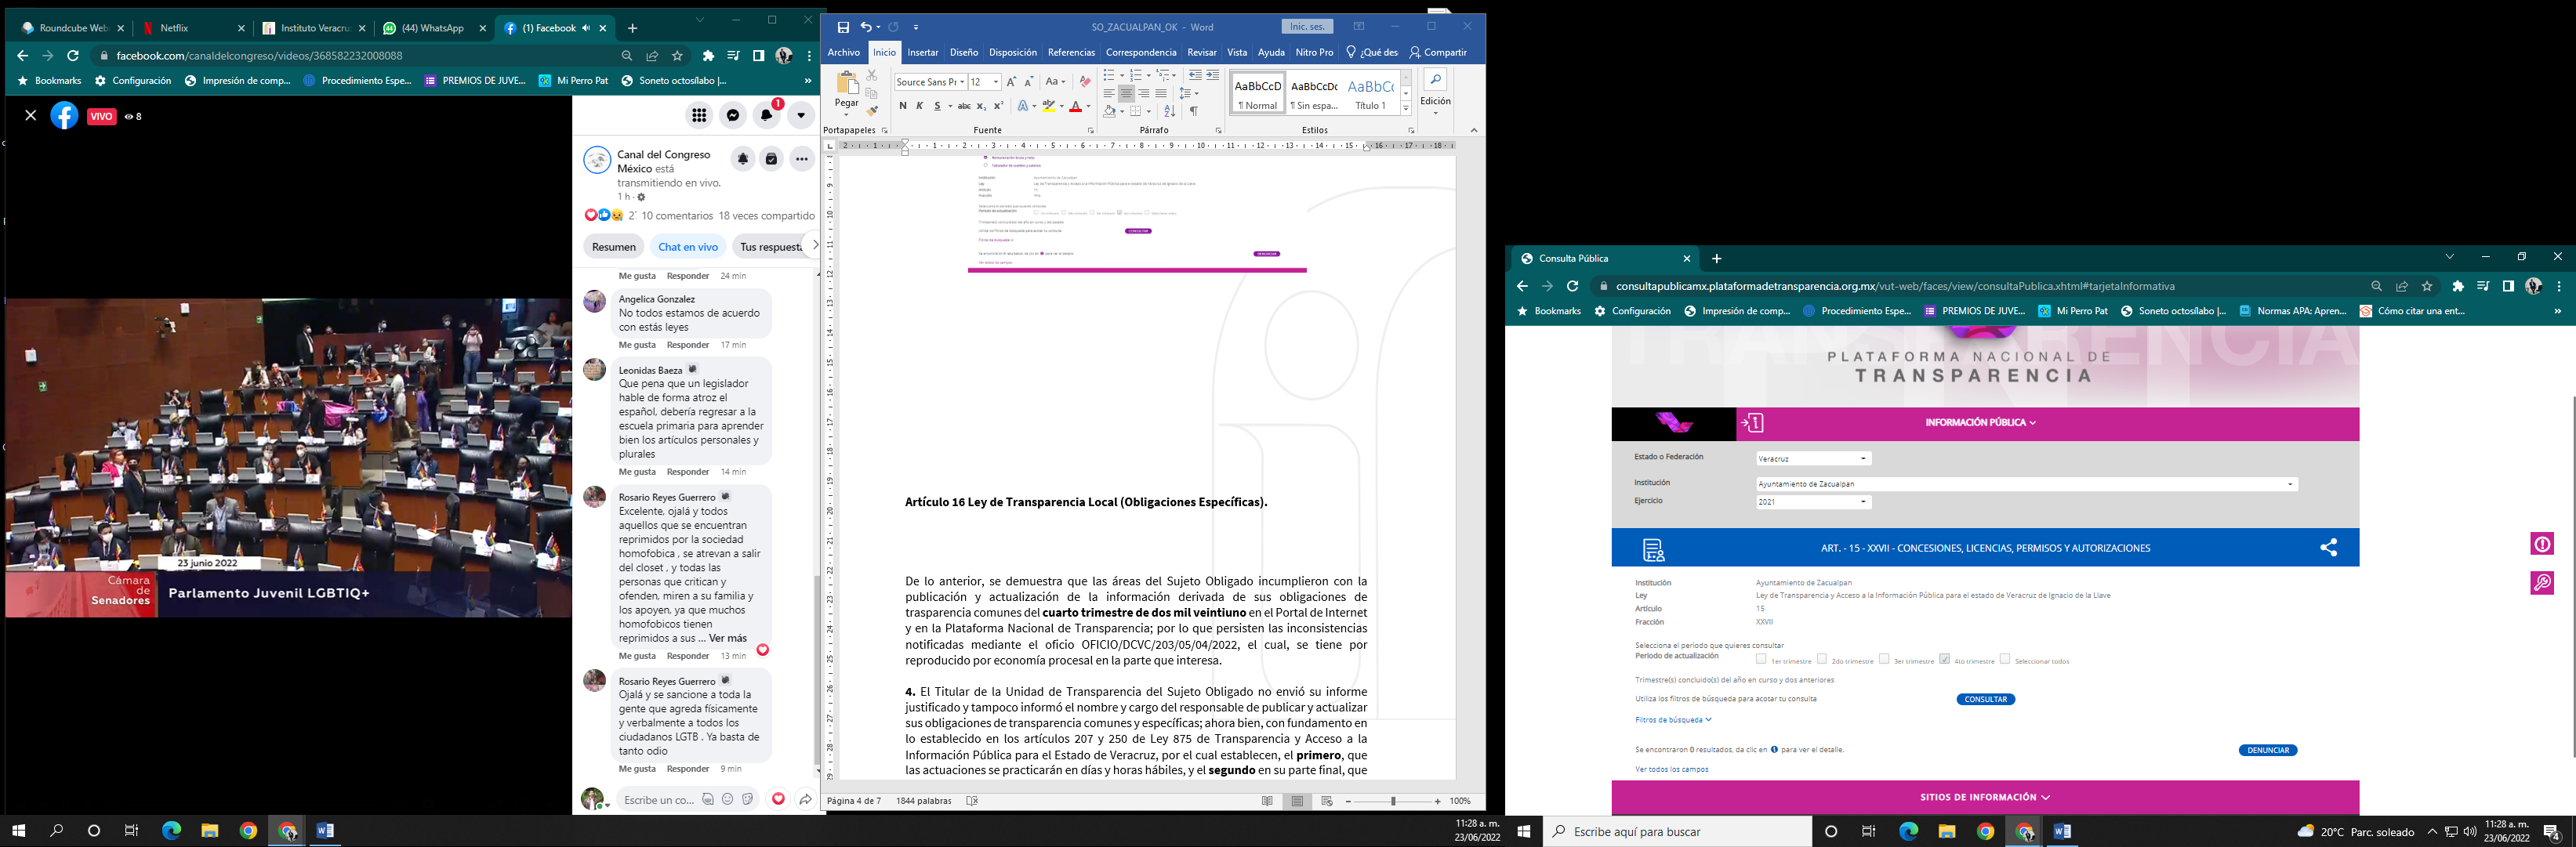 Roundcube Web
Netflix
Instituto Veracru
(44) WhatsApp
(1) Facebook
facebook.com/canaldelcongreso/videos/368582232008088
Bookmarks
Configuración
Impresión de comp...
Procedimiento Espe...
PREMIOS DE JUVE...
Mi Perro Pat
Soneto octosílabo |...
VIVO
8
1
Canal del Congreso
México está
transmitiendo en vivo.
1 h
10 comentarios 18 veces compartido
Resumen
Chat en vivo
Tus respuesta
Me gusta Responder 24 min
Angelica Gonzalez
No todos estamos de acuerdo
con estás leyes
Me gusta Responder 17 min
Leonidas Baeza
Que pena que un legislador
hable de forma atroz el
español, debería regresar a la
escuela primaria para aprender
bien los artículos personales y
plurales
Me gusta Responder 14 min
Rosario Reyes Guerrero
Excelente, ojalá y todos
aquellos que se encuentran
reprimidos por la sociedad
homofobica , se atrevan a salir
del closet , y todas las
personas que critican y
ofenden, miren a su familia y
los apoyen, ya que muchos
homofobicos tienen
reprimidos a sus ... Ver más
Me gusta Responder 13 min
Rosario Reyes Guerrero
Ojalá y se sancione a toda la
gente que agreda físicamente
y verbalmente a todos los
ciudadanos LGTB . Ya basta de
tanto odio
Me gusta Responder 9 min
Escribe un co...
23 junio 2022
Cámara
de
Senadores
Parlamento Juvenil LGBTIQ+
SO_ZACUALPAN_OK - Word
Inic. ses.
Archivo
Inicio
Insertar
Diseño
Disposición
Referencias
Correspondencia
Revisar
Vista
Ayuda
Nitro Pro
¿Qué des
Compartir
Pegar
Source Sans Pr
12
N K S abc x₂ x²
AaBbCcD
AaBbCcDc
AaBbCc
¶ Normal
¶ Sin espa...
Título 1
Edición
Portapapeles
Fuente
Párrafo
Estilos
Artículo 16 Ley de Transparencia Local (Obligaciones Específicas).
De lo anterior, se demuestra que las áreas del Sujeto Obligado incumplieron con la
publicación y actualización de la información derivada de sus obligaciones de
trasparencia comunes del cuarto trimestre de dos mil veintiuno en el Portal de Internet
y en la Plataforma Nacional de Transparencia; por lo que persisten las inconsistencias
notificadas mediante el oficio OFICIO/DCVC/203/05/04/2022, el cual, se tiene por
reproducido por economía procesal en la parte que interesa.
4. El Titular de la Unidad de Transparencia del Sujeto Obligado no envió su informe
justificado y tampoco informó el nombre y cargo del responsable de publicar y actualizar
sus obligaciones de transparencia comunes y específicas; ahora bien, con fundamento en
lo establecido en los artículos 207 y 250 de Ley 875 de Transparencia y Acceso a la
Información Pública para el Estado de Veracruz, por el cual establecen, el primero, que
las actuaciones se practicarán en días y horas hábiles, y el segundo en su parte final, que
Página 4 de 7
1844 palabras
100%
11:28 a. m.
23/06/2022
Consulta Pública
consultapublicamx.plataformadetransparencia.org.mx/vut-web/faces/view/consultaPublica.xhtml#tarjetaInformativa
Bookmarks
Configuración
Impresión de comp...
Procedimiento Espe...
PREMIOS DE JUVE...
Mi Perro Pat
Soneto octosílabo |...
Normas APA: Apren...
Cómo citar una ent...
PLATAFORMA NACIONAL DE
TRANSPARENCIA
INFORMACIÓN PÚBLICA
Estado o Federación
Veracruz
Institución
Ayuntamiento de Zacualpan
Ejercicio
2021
ART. - 15 - XXVII - CONCESIONES, LICENCIAS, PERMISOS Y AUTORIZACIONES
Institución Ayuntamiento de Zacualpan
Ley Ley de Transparencia y Acceso a la Información Pública para el estado de Veracruz de Ignacio de la Llave
Artículo 15
Fracción XXVII
Selecciona el periodo que quieres consultar
Periodo de actualización 1er trimestre 2do trimestre 3er trimestre 4to trimestre Seleccionar todos
Trimestre(s) concluido(s) del año en curso y dos anteriores
Utiliza los filtros de búsqueda para acotar tu consulta
CONSULTAR
Filtros de búsqueda
Se encontraron 0 resultados, da clic en para ver el detalle.
DENUNCIAR
Ver todos los campos
SITIOS DE INFORMACIÓN
Escribe aquí para buscar
20°C Parc. soleado
11:28 a. m.
23/06/2022
4